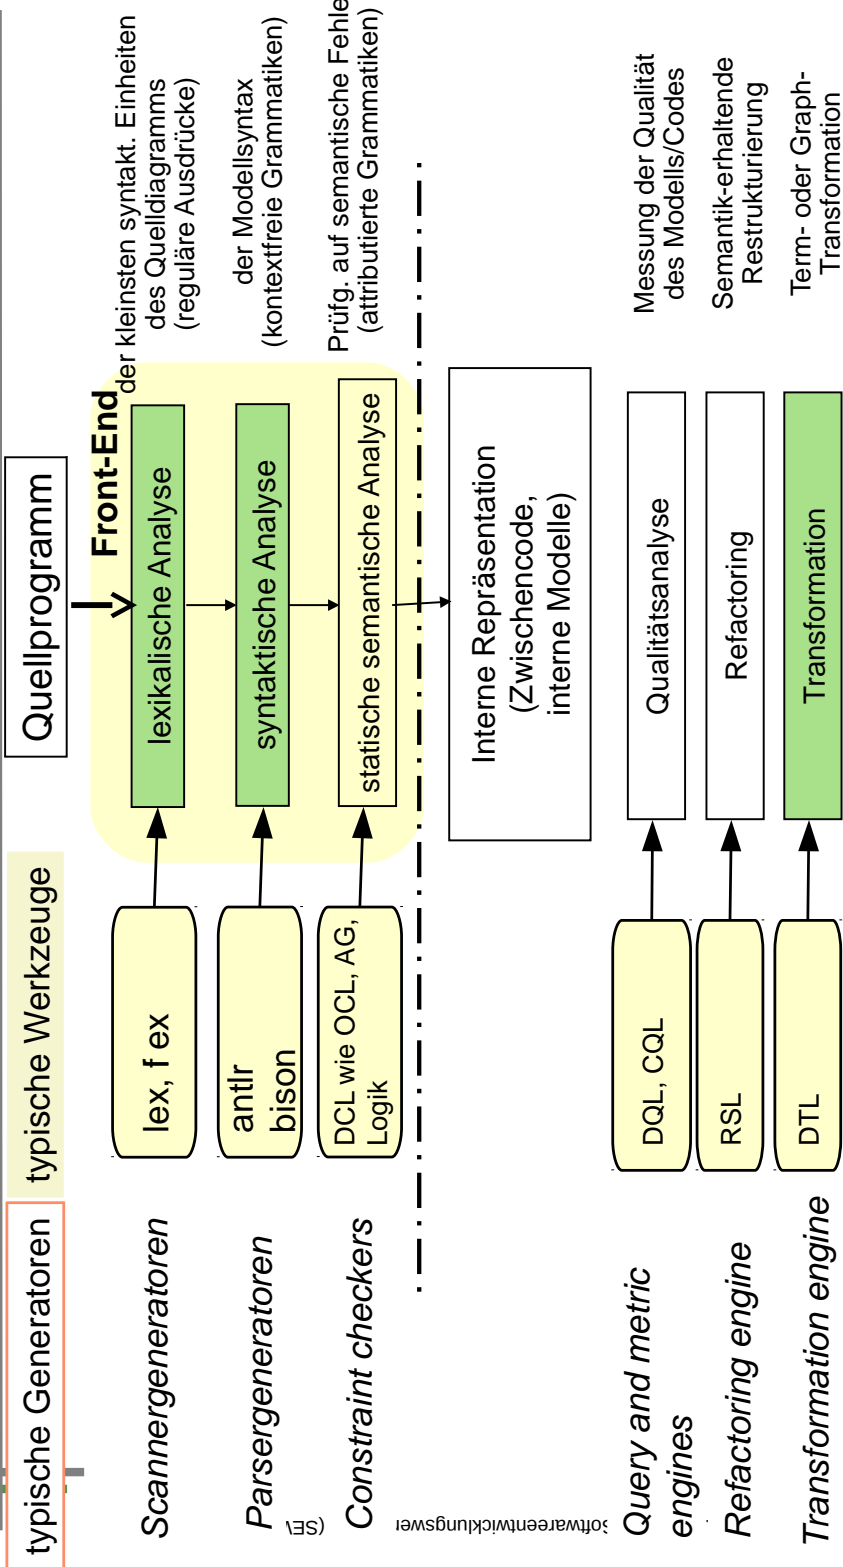 typische Generatoren
typische Werkzeuge
Quellprogramm
Front-End
Scannergeneratoren
lex, f ex
lexikalische Analyse
der kleinsten syntakt. Einheiten
des Quelldiagramms
(reguläre Ausdrücke)
Parsergeneratoren
antlr
bison
syntaktische Analyse
der Modellsyntax
(kontextfreie Grammatiken)
Constraint checkers
DCL wie OCL, AG,
Logik
statische semantische Analyse
Prüfg. auf semantische Fehle
(attributierte Grammatiken)
Interne Repräsentation
(Zwischencode,
interne Modelle)
Query and metric
engines
DQL, CQL
Qualitätsanalyse
Messung der Qualität
des Modells/Codes
Refactoring engine
RSL
Refactoring
Semantik-erhaltende
Restrukturierung
Transformation engine
DTL
Transformation
Term- oder Graph-
Transformation
Softwareentwicklungswer